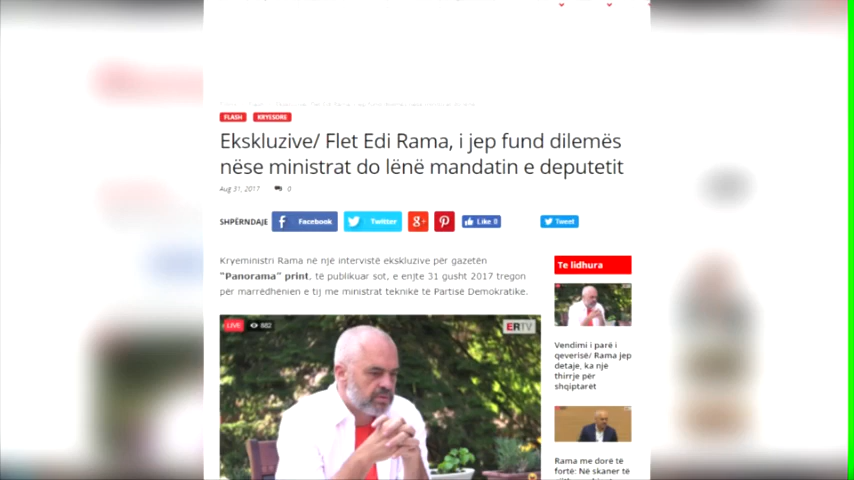 FLASH KRYESORE
Ekskluzive/ Flet Edi Rama, i jep fund dilemës
nëse ministrat do lënë mandatin e deputetit
Aug 31, 2017 0
SHPËRNDAJE Facebook Twitter g+ Like 8 Tweet
Kryeministri Rama në një intervistë ekskluzive për gazetën
"Panorama" print, të publikuar sot, e enjte 31 gusht 2017 tregon
për marrëdhënien e tij me ministrat teknikë të Partisë Demokratike.
LIVE 882 ERTV
Te lidhura
Vendimi i parë i
qeverisë/ Rama jep
detaje, ka një
thirrje për
shqiptarët
Rama me dorë të
fortë: Në skaner të